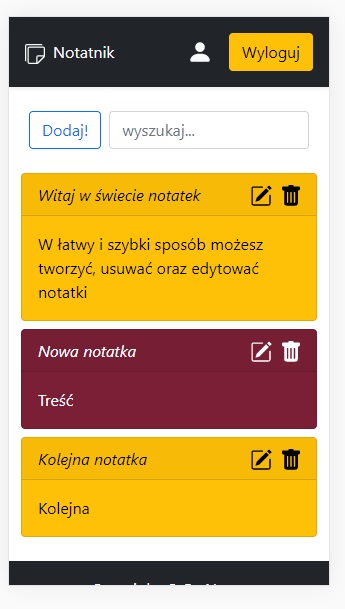 Notatnik
Wyloguj
Dodaj!
wyszukaj...
Witaj w świecie notatek
W łatwy i szybki sposób możesz
tworzyć, usuwać oraz edytować
notatki
Nowa notatka
Treść
Kolejna notatka
Kolejna